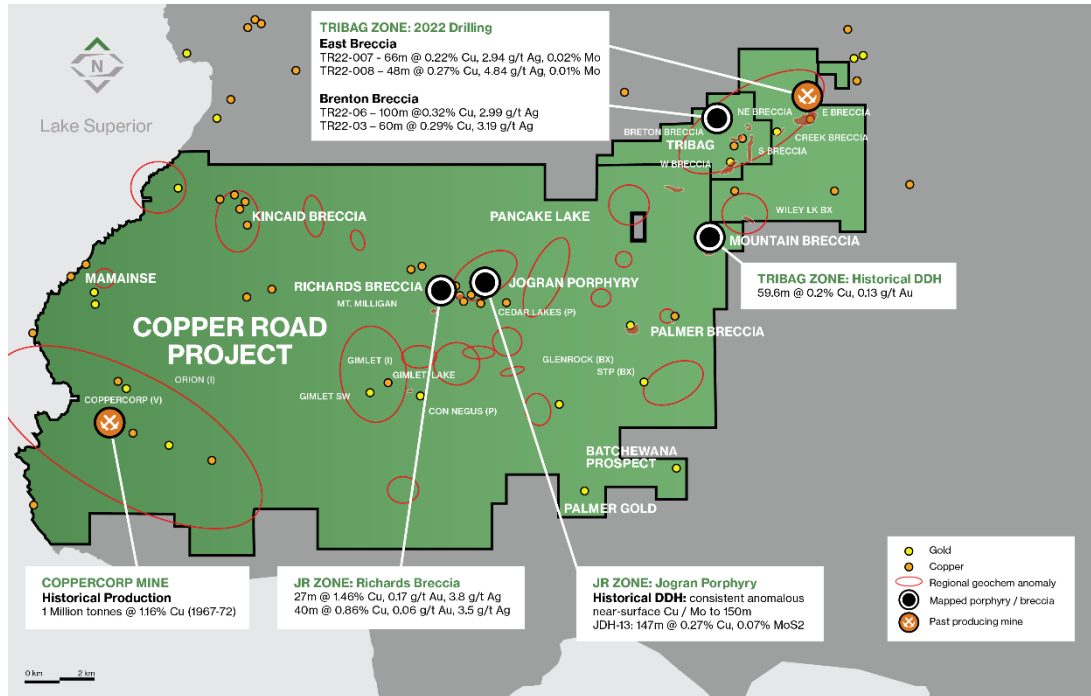 TRIBAG ZONE: 2022 Drilling
East Breccia
TR22-007 - 66m @ 0.22% Cu, 2.94 g/t Ag, 0.02% Mo
TR22-008 – 48m @ 0.27% Cu, 4.84 g/t Ag, 0.01% Mo
Brenton Breccia
TR22-06 – 100m @0.32% Cu, 2.99 g/t Ag
TR22-03 – 60m @ 0.29% Cu, 3.19 g/t Ag
N
Lake Superior
NE BRECCIA
E BRECCIA
BRETON BRECCIA
CREEK BRECCIA
TRIBAG
S BRECCIA
W BRECCIA
WILEY LK BX
KINCAID BRECCIA
PANCAKE LAKE
MOUNTAIN BRECCIA
TRIBAG ZONE: Historical DDH
59.6m @ 0.2% Cu, 0.13 g/t Au
MAMAINSE
RICHARDS BRECCIA
JOGRAN PORPHYRY
MT. MILLIGAN
CEDAR LAKES (P)
COPPER ROAD
PROJECT
PALMER BRECCIA
GIMLET (I)
GLENROCK (BX)
GIMLET LAKE
STP (BX)
ORION (I)
COPPERCORP (V)
GIMLET SW
CON NEGUS (P)
BATCHEWANA
PROSPECT
PALMER GOLD
COPPERCORP MINE
Historical Production
1 Million tonnes @ 1.16% Cu (1967-72)
JR ZONE: Richards Breccia
27m @ 1.46% Cu, 0.17 g/t Au, 3.8 g/t Ag
40m @ 0.86% Cu, 0.06 g/t Au, 3.5 g/t Ag
JR ZONE: Jogran Porphyry
Historical DDH: consistent anomalous
near-surface Cu / Mo to 150m
JDH-13: 147m @ 0.27% Cu, 0.07% MoS2
Gold
Copper
Regional geochem anomaly
Mapped porphyry / breccia
Past producing mine
0 km 2 km